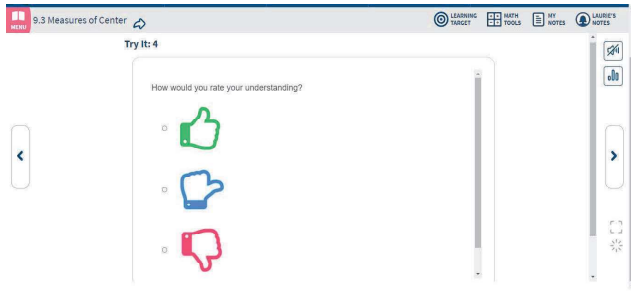 MENU
9.3 Measures of Center
LEARNING TARGET
MATH TOOLS
MY NOTES
LAURIE'S NOTES
Try It: 4
How would you rate your understanding?